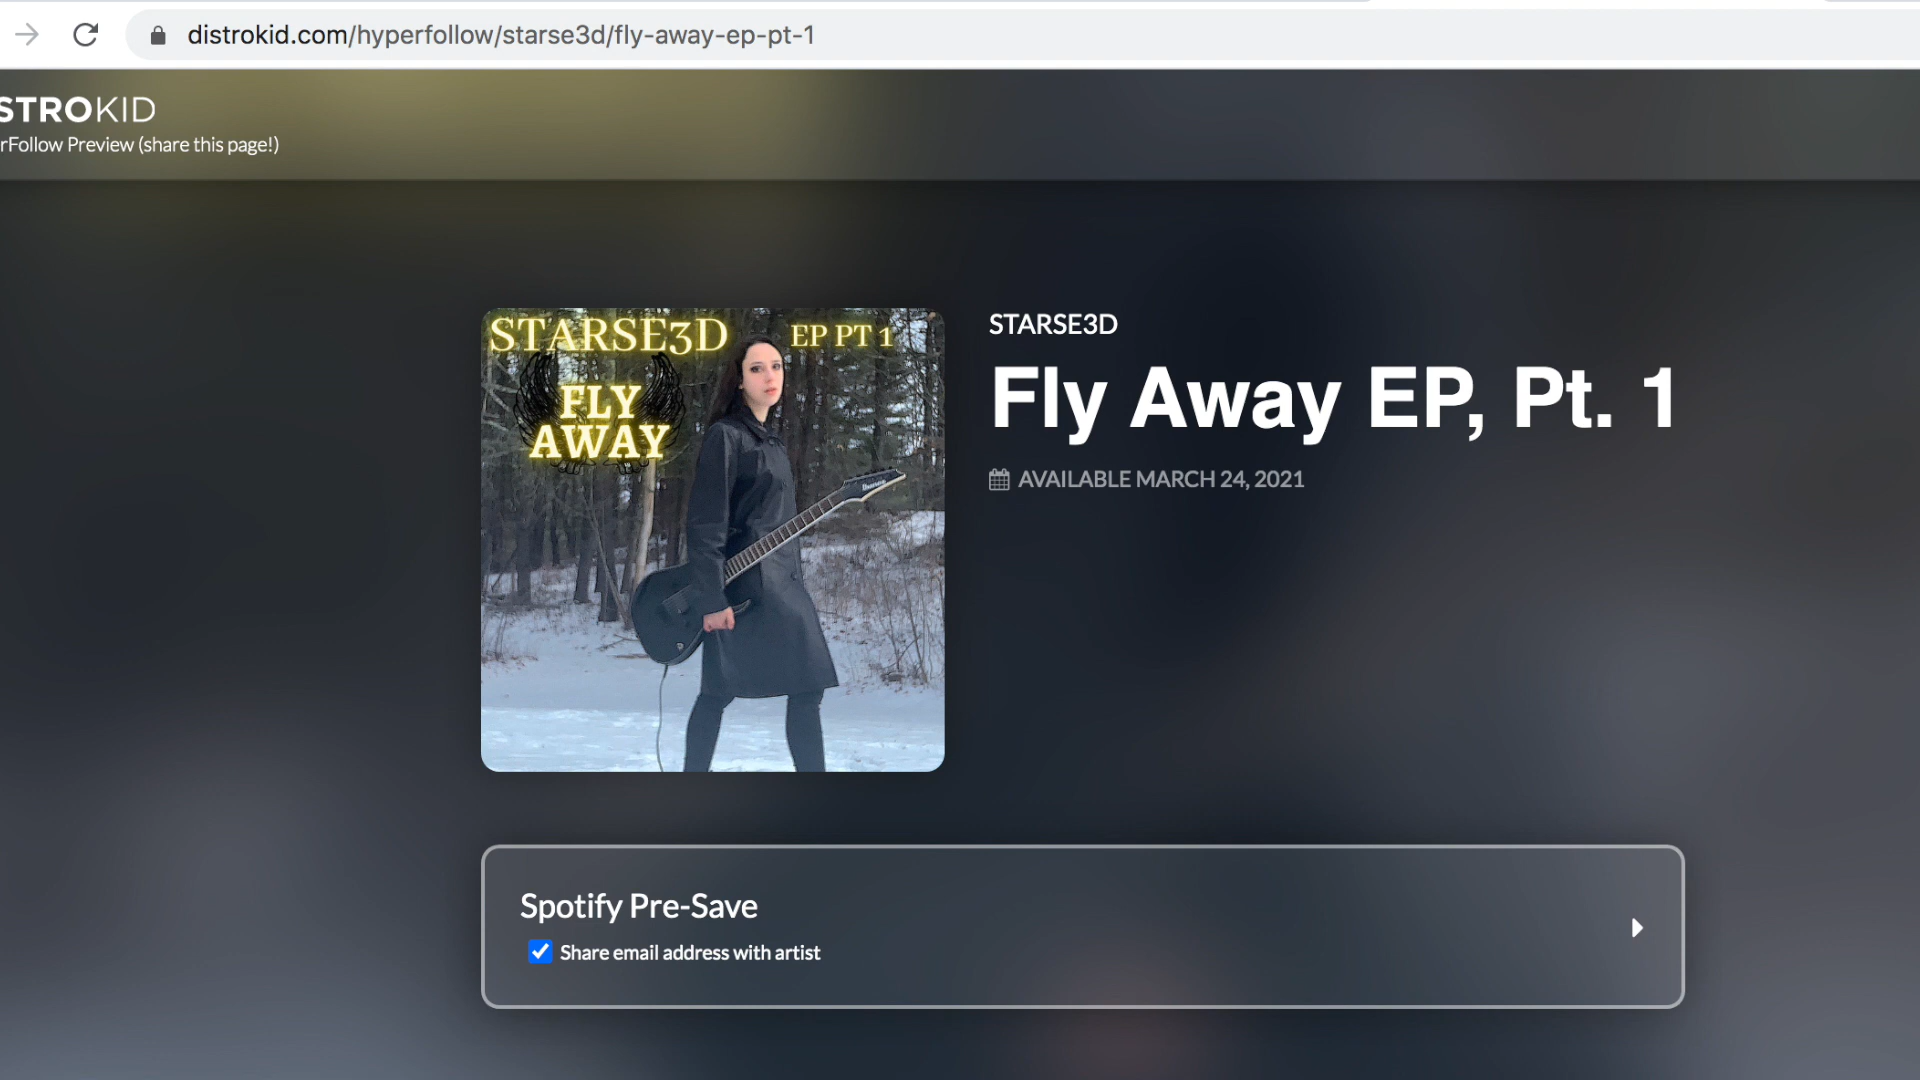 distrokid.com/hyperfollow/starse3d/fly-away-ep-pt-1
STROKID
rFollow Preview (share this page!)
STARSE3D
EP PT 1
FLY
AWAY
Ibanez
STARSE3D
Fly Away EP, Pt. 1
AVAILABLE MARCH 24, 2021
Spotify Pre-Save
Share email address with artist